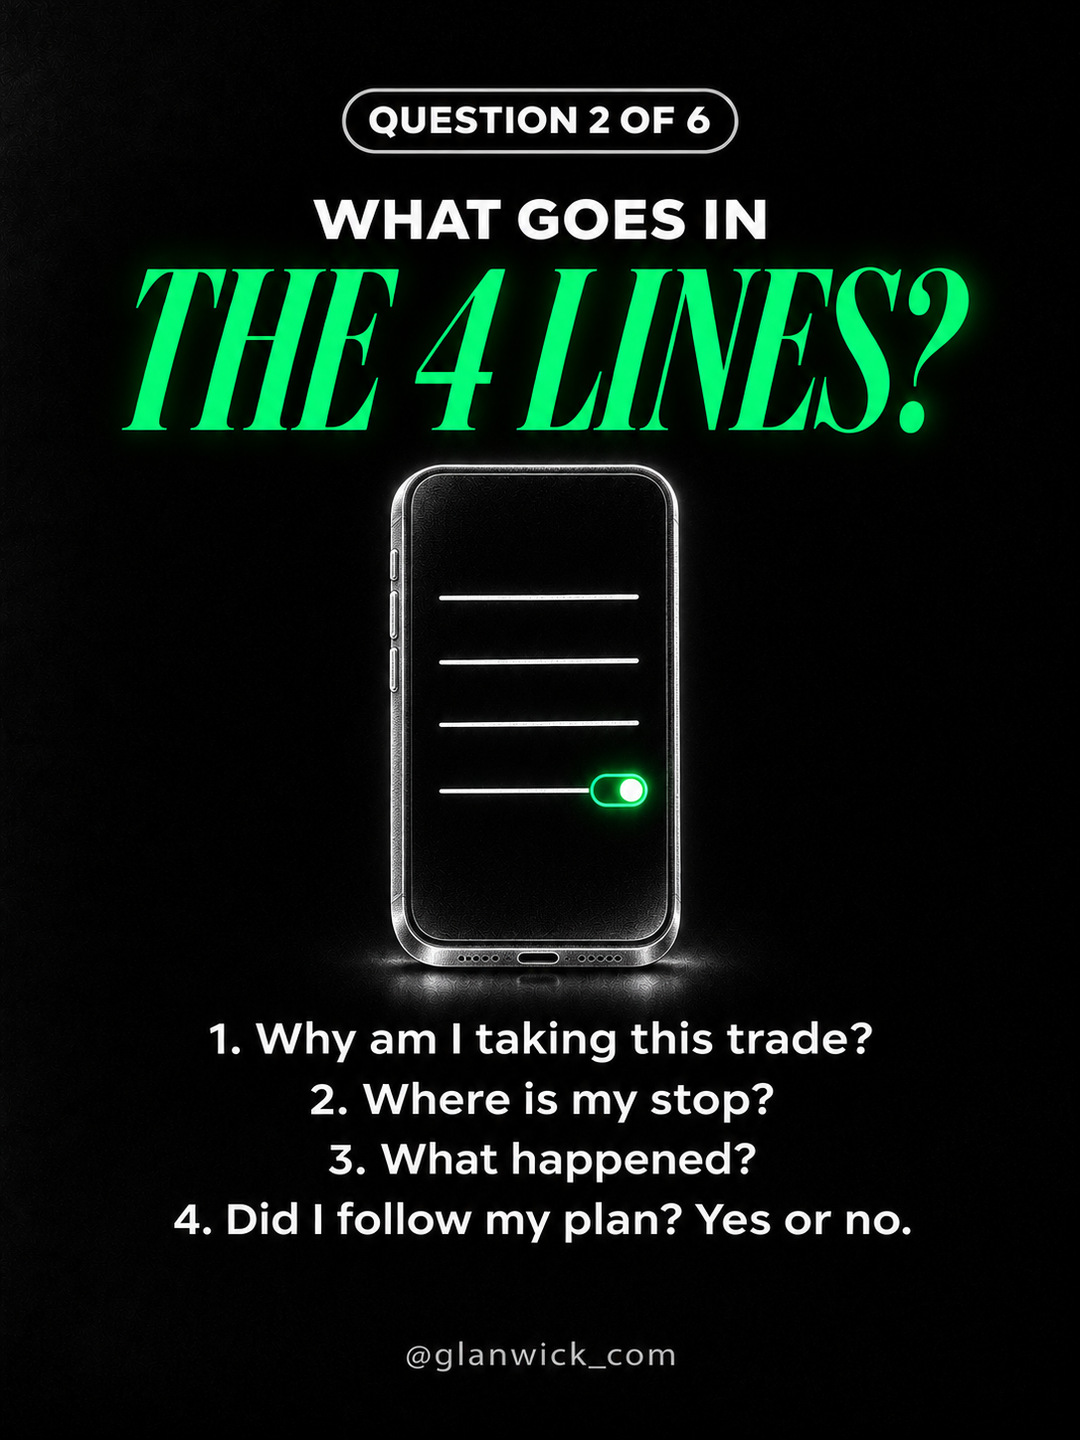 QUESTION 2 OF 6
WHAT GOES IN
THE 4 LINES?
1. Why am I taking this trade?
2. Where is my stop?
3. What happened?
4. Did I follow my plan? Yes or no.
@glanwick_com